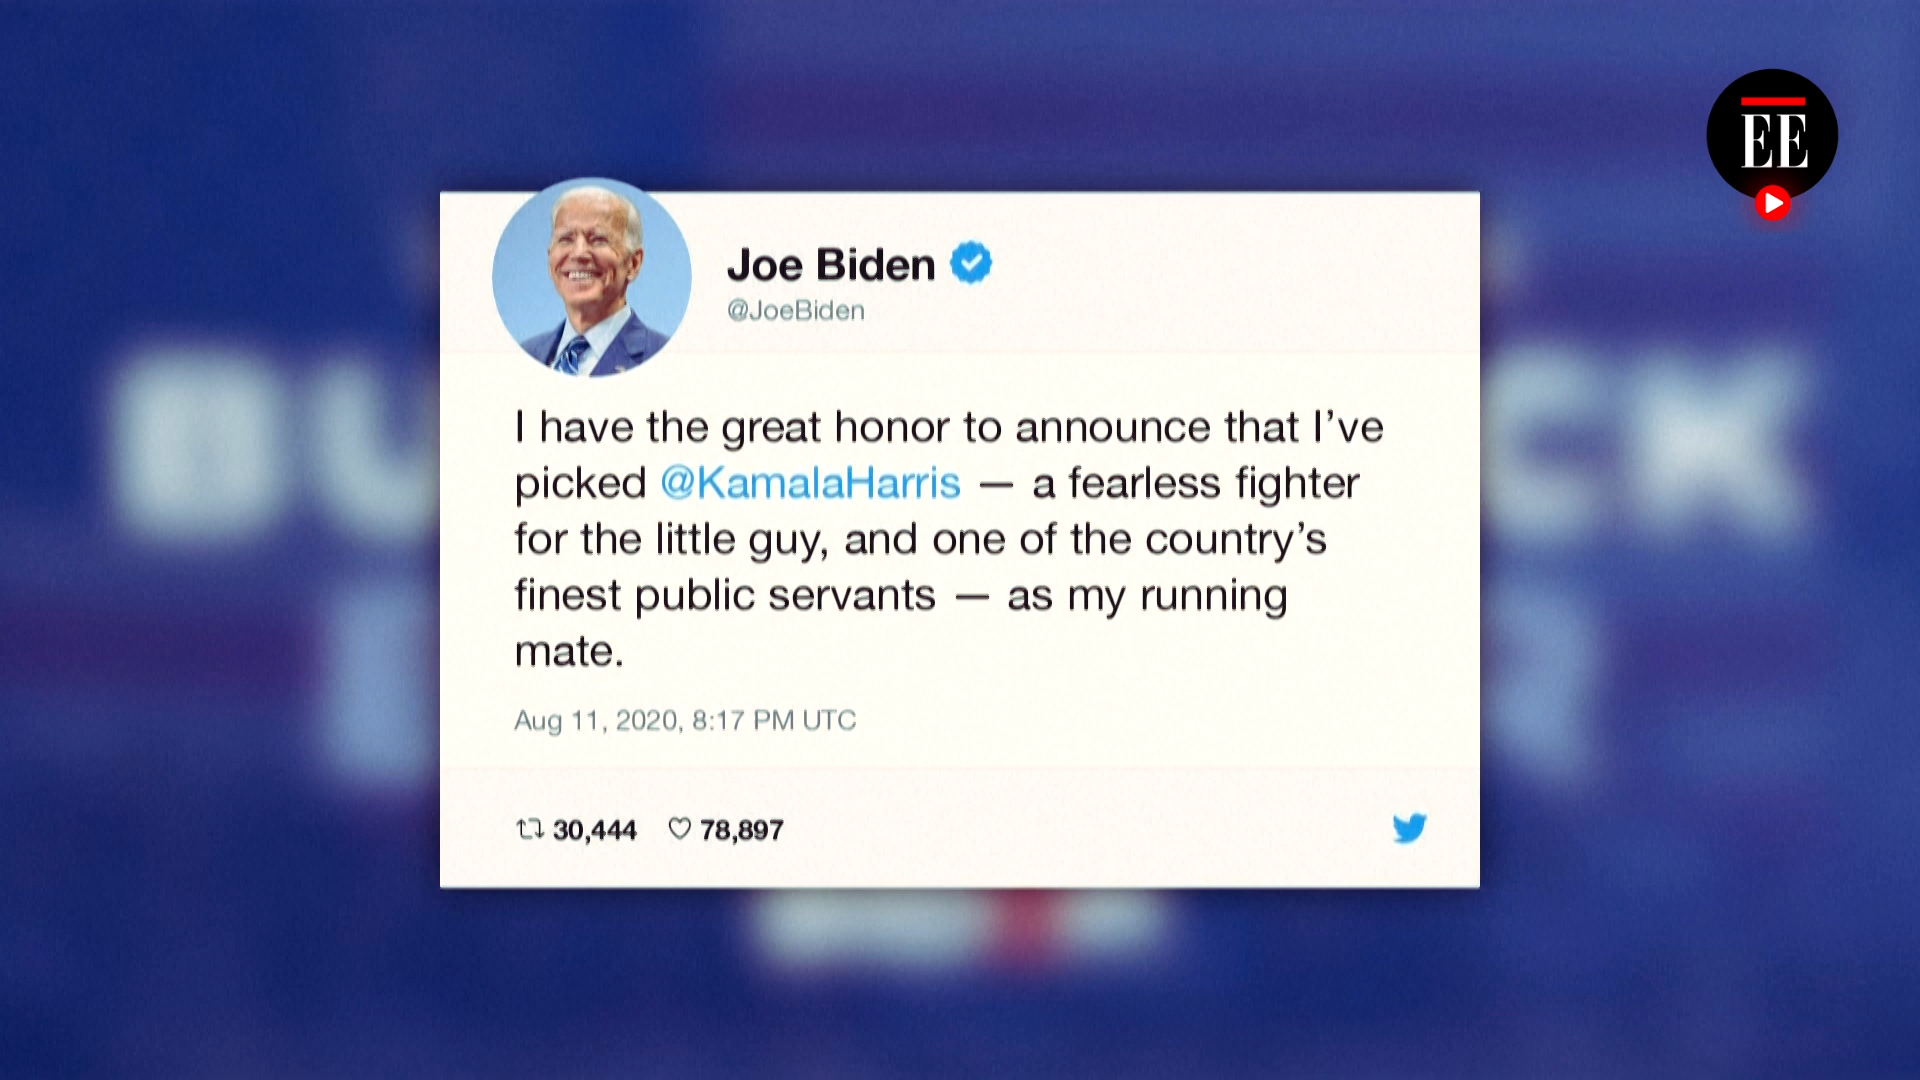 EE
Joe Biden
@JoeBiden
I have the great honor to announce that I’ve
picked @KamalaHarris — a fearless fighter
for the little guy, and one of the country’s
finest public servants — as my running
mate.
Aug 11, 2020, 8:17 PM UTC
30,444 78,897